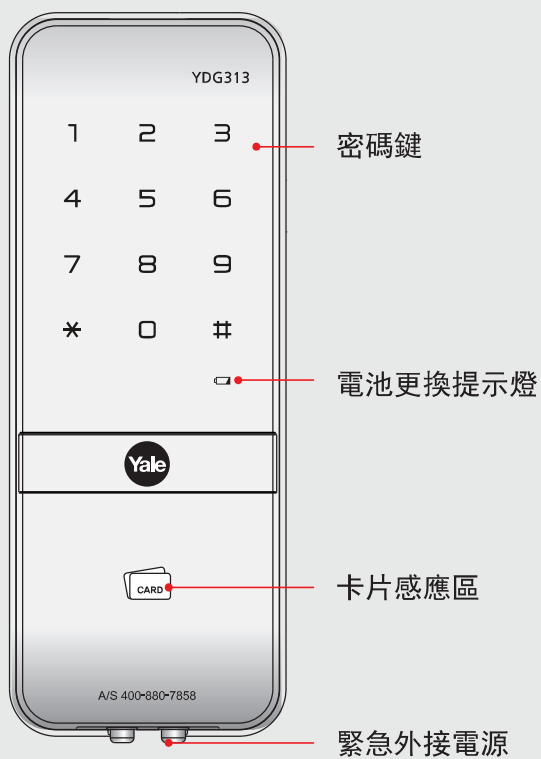 YDG313
1 2 3
密碼鍵
4 5 6
7 8 9
* 0 #
電池更換提示燈
Yale
CARD
卡片感應區
A/S 400-880-7858
緊急外接電源